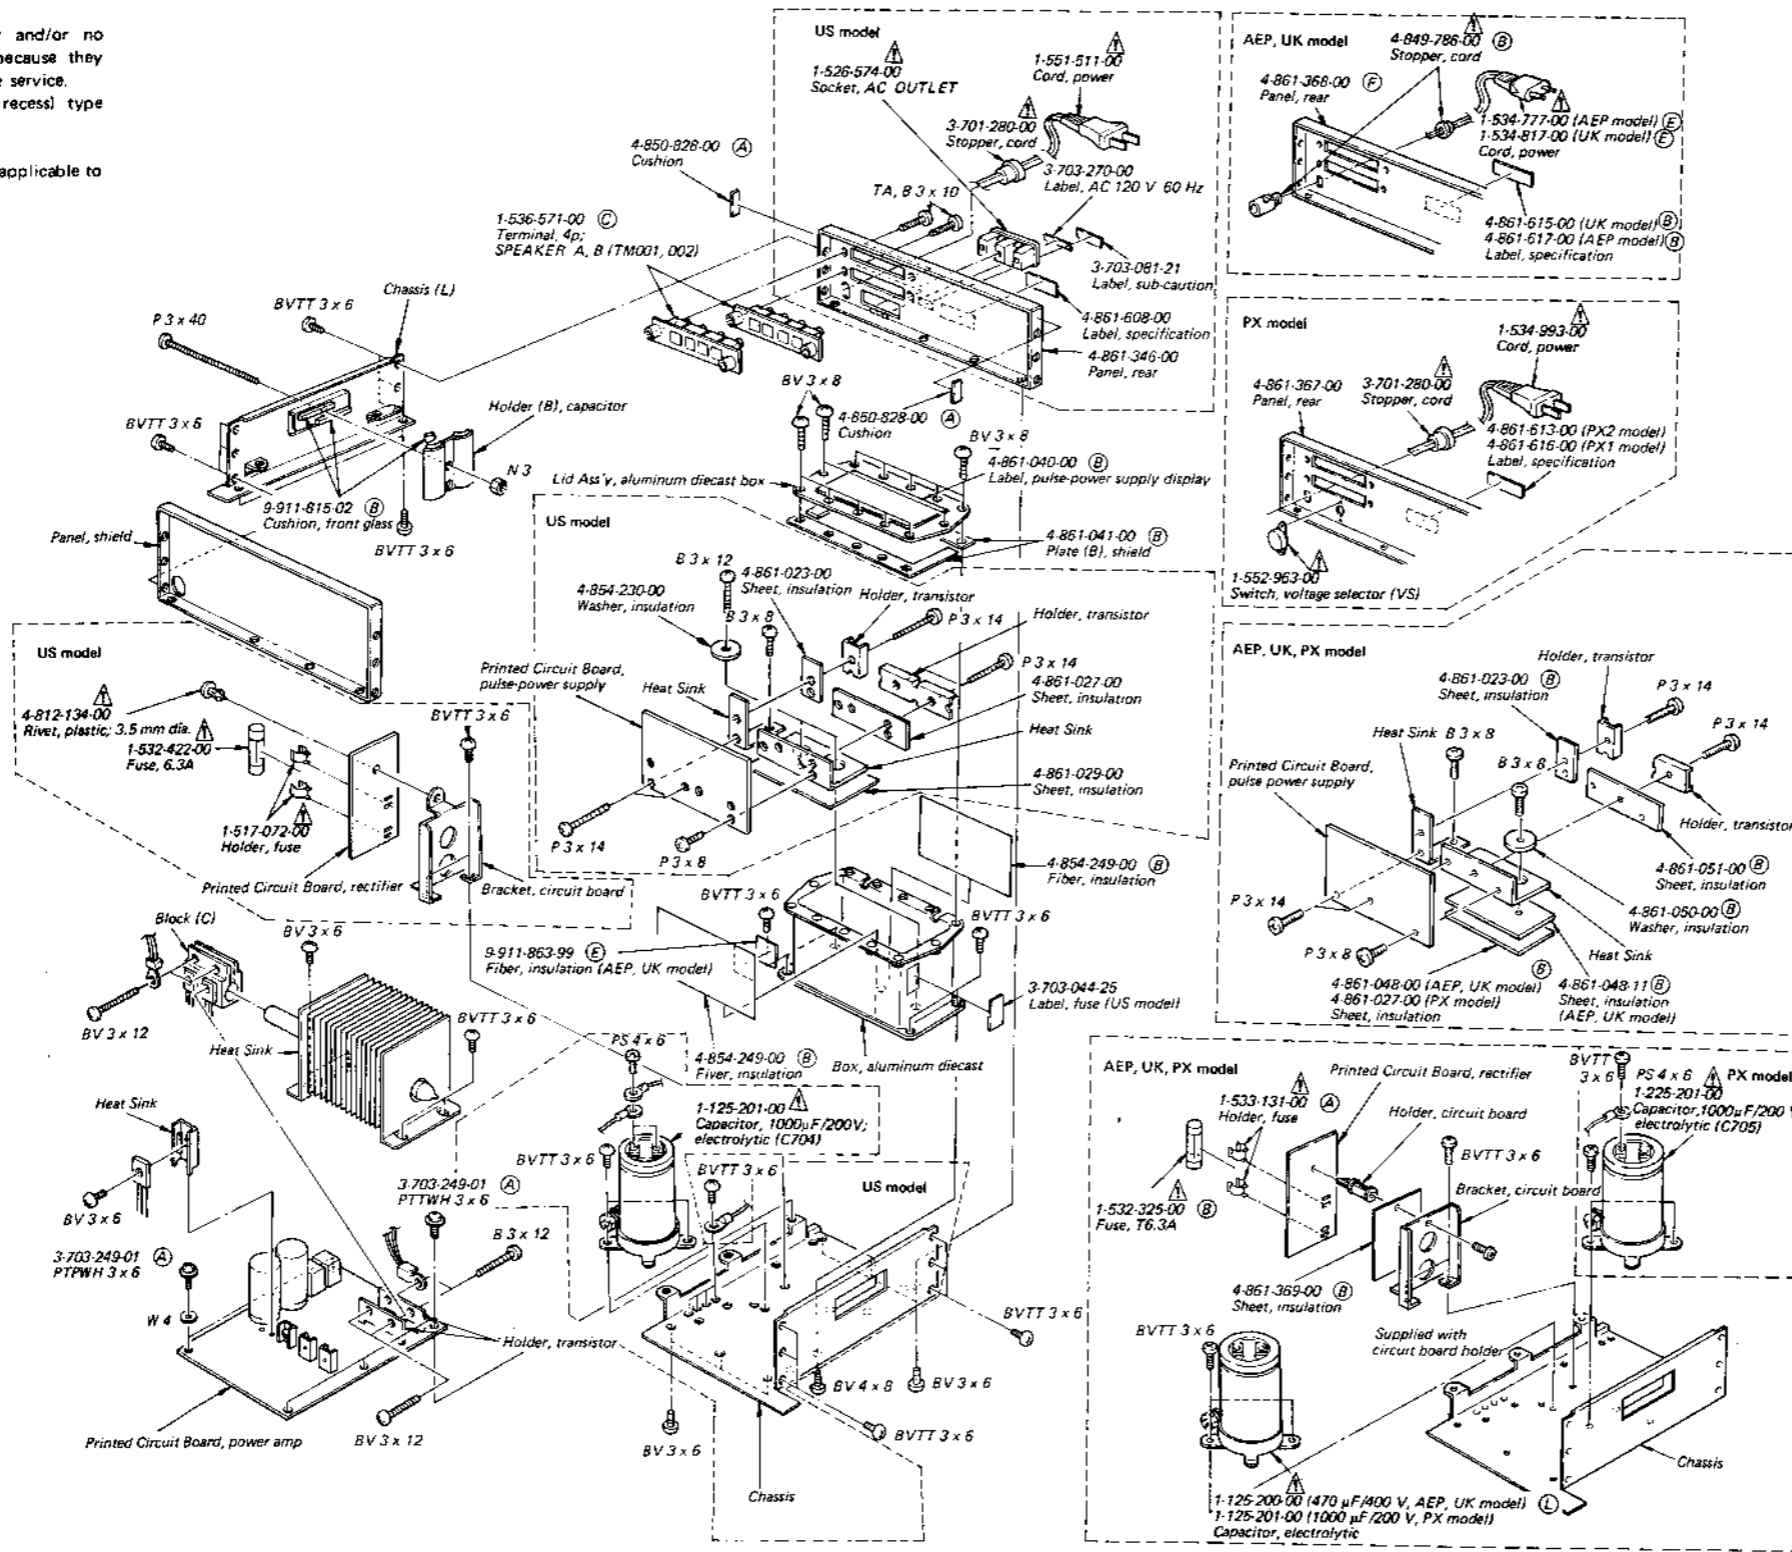 and/or no
because they
service.
recess) type
applicable to
US model
1-526-574-00
Socket, AC OUTLET
1-551-511-00
Cord, power
3-701-280-00
Stopper, cord
3-703-270-00
Label, AC 120 V 60 Hz
4-850-828-00 (A)
Cushion
TA, B 3 x 10
1-536-571-00 (C)
Terminal, 4p;
SPEAKER A, B (TM001, 002)
3-703-081-21
Label, sub-caution
4-861-608-00
Label, specification
4-861-346-00
Panel, rear
4-850-828-00 (A)
Cushion
AEP, UK model
4-849-786-00 (B)
Stopper, cord
4-861-368-00 (F)
Panel, rear
1-534-777-00 (AEP model) (E)
1-534-817-00 (UK model) (E)
Cord, power
4-861-615-00 (UK model) (B)
4-861-617-00 (AEP model) (B)
Label, specification
PX model
1-534-993-00
Cord, power
4-861-367-00
Panel, rear
3-701-280-00
Stopper, cord
4-861-613-00 (PX2 model)
4-861-616-00 (PX1 model)
Label, specification
1-552-963-00
Switch, voltage selector (VS)
Chassis (L)
BVTT 3 x 6
P 3 x 40
BVTT 3 x 6
Holder (B), capacitor
N 3
9-911-815-02 (B)
Cushion, front glass
BVTT 3 x 6
Panel, shield
BV 3 x 8
BV 3 x 8
4-861-040-00 (B)
Label, pulse-power supply display
Lid Ass'y, aluminum diecast box
4-861-041-00 (B)
Plate (B), shield
US model
B 3 x 12
4-861-023-00
Sheet, insulation
4-854-230-00
Washer, insulation
Holder, transistor
P 3 x 14
B 3 x 8
Holder, transistor
P 3 x 14
Printed Circuit Board,
pulse-power supply
Heat Sink
4-861-027-00
Sheet, insulation
Heat Sink
4-861-029-00
Sheet, insulation
P 3 x 14
P 3 x 8
US model
4-812-134-00
Rivet, plastic; 3.5 mm dia.
1-532-422-00
Fuse, 6.3A
BVTT 3 x 6
1-517-072-00
Holder, fuse
Printed Circuit Board, rectifier
Bracket, circuit board
AEP, UK, PX model
Holder, transistor
4-861-023-00 (B)
Sheet, insulation
P 3 x 14
P 3 x 14
Heat Sink
B 3 x 8
B 3 x 8
Printed Circuit Board,
pulse power supply
Holder, transistor
4-861-051-00 (B)
Sheet, insulation
4-861-050-00 (B)
Washer, insulation
P 3 x 14
P 3 x 8
Heat Sink
4-861-048-00 (AEP, UK model) (B)
4-861-027-00 (PX model)
Sheet, insulation
4-861-048-11 (B)
Sheet, insulation
(AEP, UK model)
4-854-249-00 (B)
Fiber, insulation
BVTT 3 x 6
BVTT 3 x 6
9-911-863-99 (E)
Fiber, insulation (AEP, UK model)
3-703-044-25
Label, fuse (US model)
4-854-249-00 (B)
Fiver, insulation
Box, aluminum diecast
Block (C)
BV 3 x 6
BV 3 x 12
Heat Sink
BVTT 3 x 6
PS 4 x 6
1-125-201-00
Capacitor, 1000µF/200V;
electrolytic (C704)
BVTT 3 x 6
BVTT 3 x 6
US model
Heat Sink
BV 3 x 6
3-703-249-01 (A)
PTTWH 3 x 6
B 3 x 12
3-703-249-01 (A)
PTPWH 3 x 6
W 4
Holder, transistor
Printed Circuit Board, power amp
BV 3 x 12
BVTT 3 x 6
BV 4 x 8
BV 3 x 6
BV 3 x 6
BVTT 3 x 6
Chassis
AEP, UK, PX model
Printed Circuit Board, rectifier
1-533-131-00 (A)
Holder, fuse
Holder, circuit board
BVTT
3 x 6
PS 4 x 6
PX model
1-225-201-00
Capacitor, 1000µF/200
electrolytic (C705)
BVTT 3 x 6
Bracket, circuit board
1-532-325-00 (B)
Fuse, T6.3A
4-861-369-00 (B)
Sheet, insulation
BVTT 3 x 6
Supplied with
circuit board holder
Chassis
1-125-200-00 (470 µF/400 V, AEP, UK model) (L)
1-125-201-00 (1000 µF/200 V, PX model)
Capacitor, electrolytic